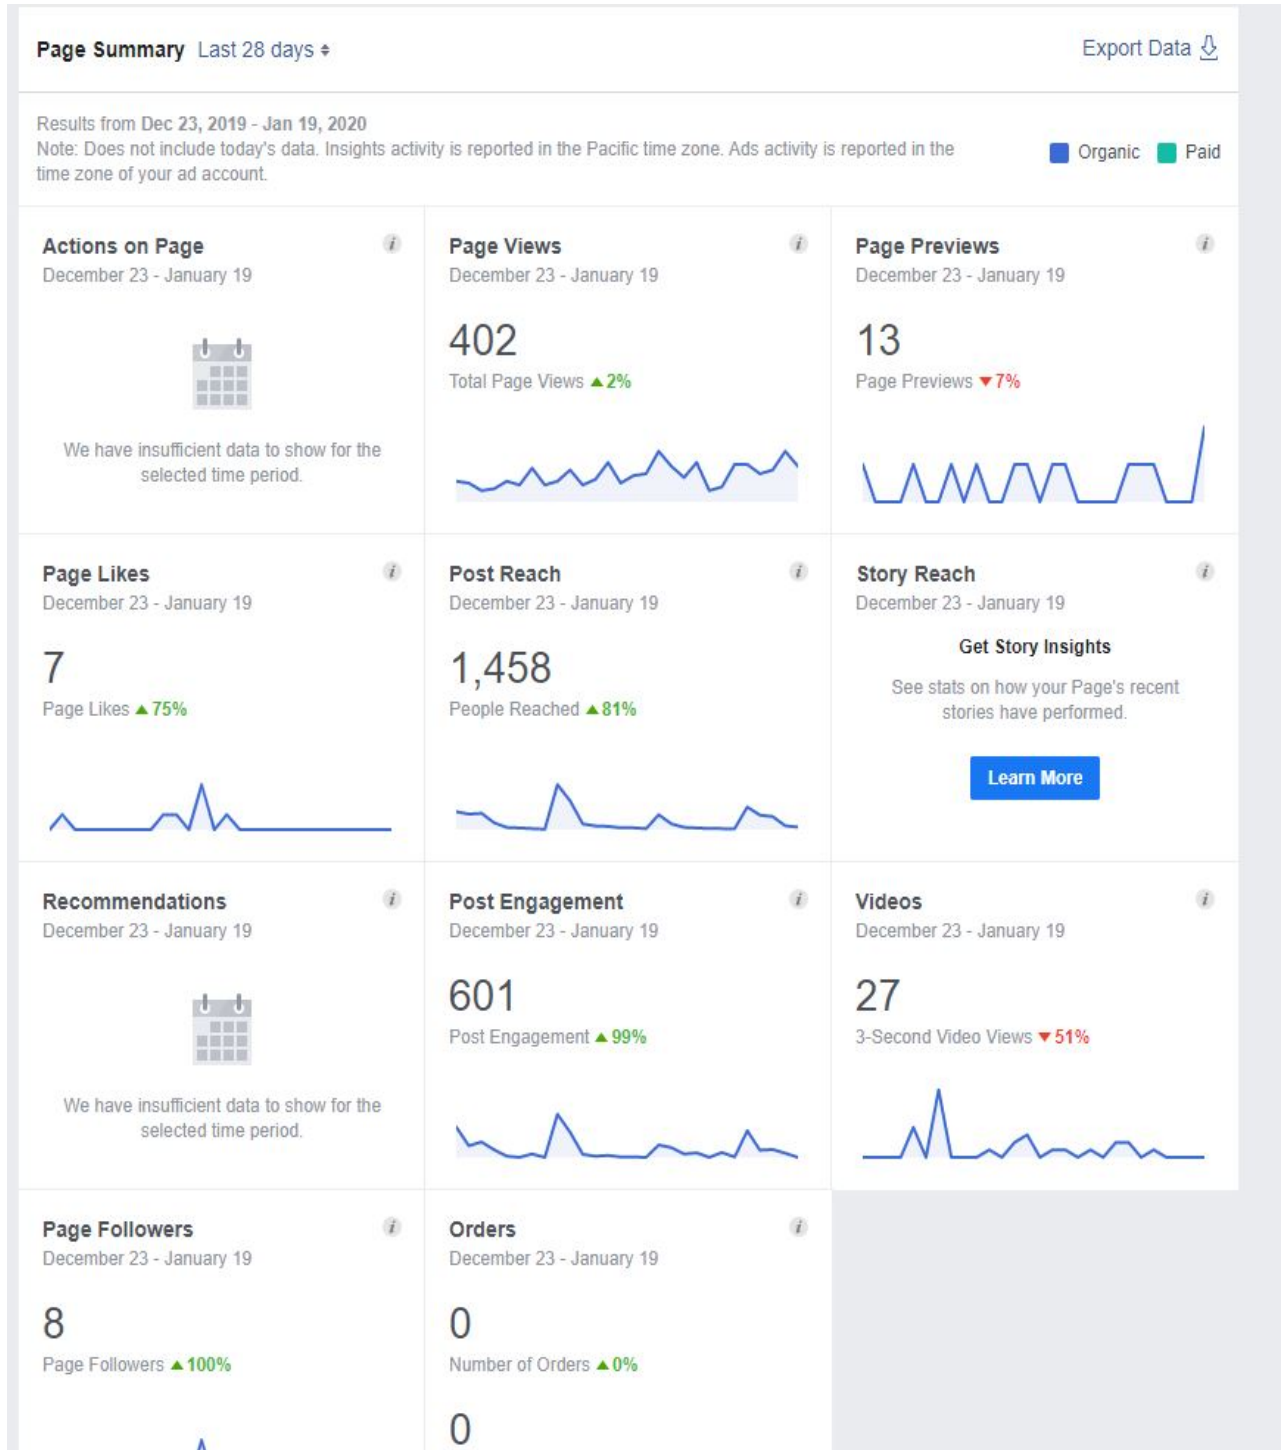 Page Summary Last 28 days
Export Data
Results from Dec 23, 2019 - Jan 19, 2020
Note: Does not include today's data. Insights activity is reported in the Pacific time zone. Ads activity is reported in the
time zone of your ad account.
Organic Paid
Actions on Page
December 23 - January 19
We have insufficient data to show for the
selected time period.
Page Views
December 23 - January 19
402
Total Page Views ▲2%
Page Previews
December 23 - January 19
13
Page Previews ▼7%
Page Likes
December 23 - January 19
7
Page Likes ▲75%
Post Reach
December 23 - January 19
1,458
People Reached ▲81%
Story Reach
December 23 - January 19
Get Story Insights
See stats on how your Page's recent
stories have performed.
Learn More
Recommendations
December 23 - January 19
We have insufficient data to show for the
selected time period.
Post Engagement
December 23 - January 19
601
Post Engagement ▲99%
Videos
December 23 - January 19
27
3-Second Video Views ▼51%
Page Followers
December 23 - January 19
8
Page Followers ▲100%
Orders
December 23 - January 19
0
Number of Orders ▲0%
0